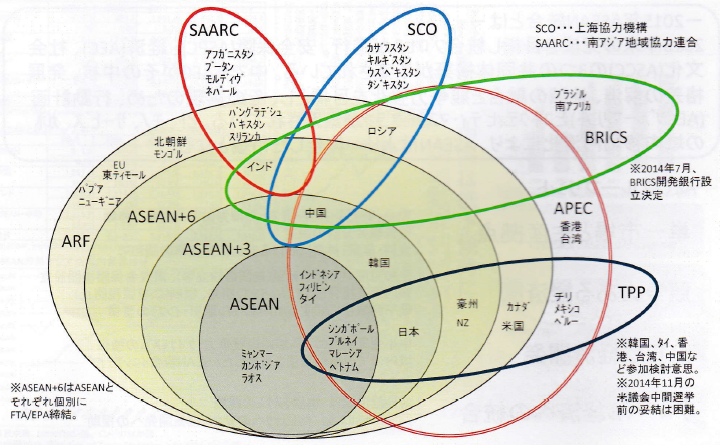 SAARC
アフガニスタン
ブータン
モルディヴ
ネパール
SCO
カザフスタン
キルギスタン
ウズベキスタン
タジキスタン
SCO・・・上海協力機構
SAARC・・・南アジア地域協力連合
ブラジル
南アフリカ
BRICS
※2014年7月、
BRICS開発銀行設
立決定
バングラデシュ
パキスタン
スリランカ
ロシア
北朝鮮
モンゴル
EU
東ティモール
パプア
ニューギニア
インド
中国
ARF
ASEAN+6
ASEAN+3
ASEAN
APEC
香港
台湾
韓国
インドネシア
フィリピン
タイ
シンガポール
ブルネイ
マレーシア
ベトナム
ミャンマー
カンボジア
ラオス
日本
豪州
NZ
カナダ
米国
チリ
メキシコ
ペルー
TPP
※韓国、タイ、香
港、台湾、中国な
ど参加検討意思。
※2014年11月の
米議会中間選挙
前の妥結は困難。
※ASEAN+6はASEANと
それぞれ個別に
FTA/EPA締結。